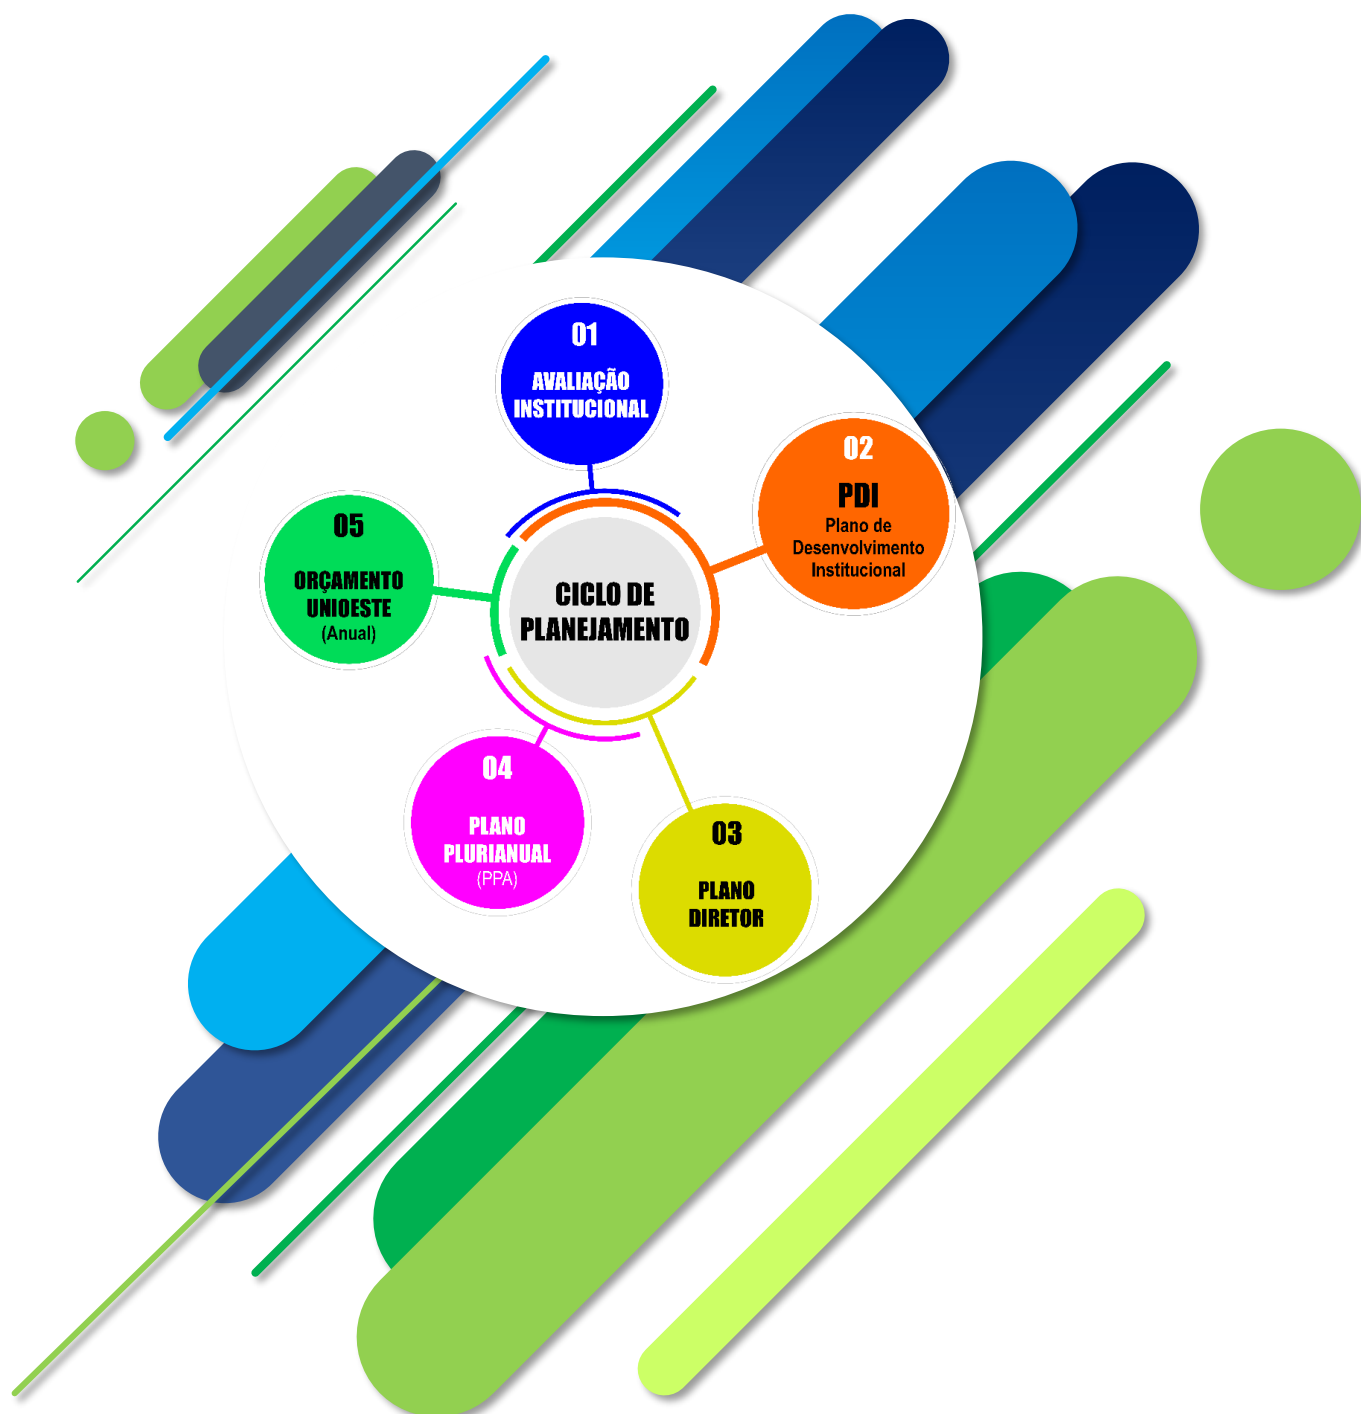 01
AVALIAÇÃO
INSTITUCIONAL
02
PDI
Plano de
Desenvolvimento
Institucional
05
ORÇAMENTO
UNIOESTE
(Anual)
CICLO DE
PLANEJAMENTO
04
PLANO
PLURIANUAL
(PPA)
03
PLANO
DIRETOR